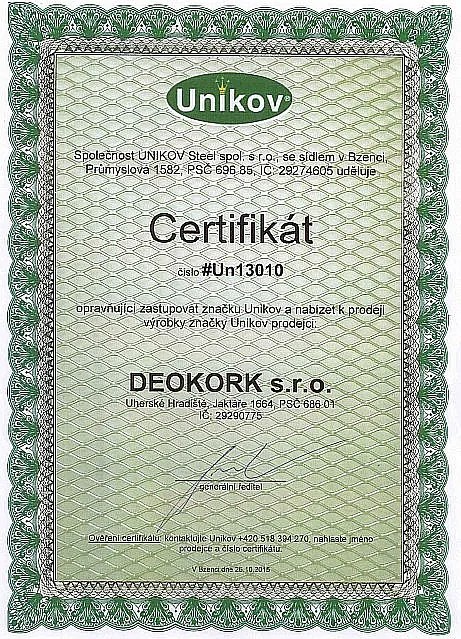 Unikov®
Společnost UNIKOV Steel spol. s r.o., se sídlem v Bzenci,
Průmyslová 1582, PSČ 696 85, IČ: 29274605 uděluje
Certifikát
číslo #Un13010
opravňující zastupovat značku Unikov a nabízet k prodeji
výrobky značky Unikov prodejci:
DEOKORK s.r.o.
Uherské Hradiště, Jaktáře 1664, PSČ 686 01
IČ: 29290775
generální ředitel
Ověření certifikátu: kontaktujte Unikov +420 518 394 270, nahlaste jméno
prodejce a číslo certifikátu.
V Bzenci dne 26.10.2015